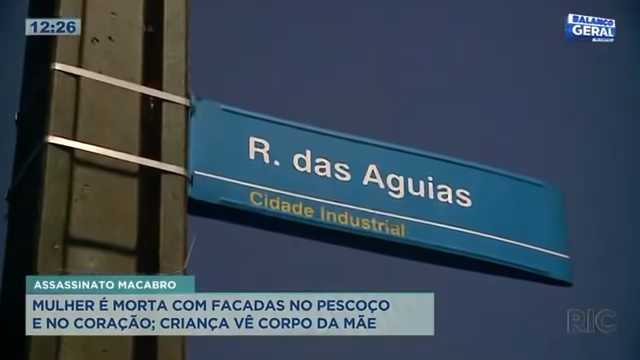 12:26
BALANÇO
GERAL
R. das Aguias
Cidade Industrial
ASSASSINATO MACABRO
MULHER É MORTA COM FACADAS NO PESCOÇO
E NO CORAÇÃO; CRIANÇA VÊ CORPO DA MÃE
RIC